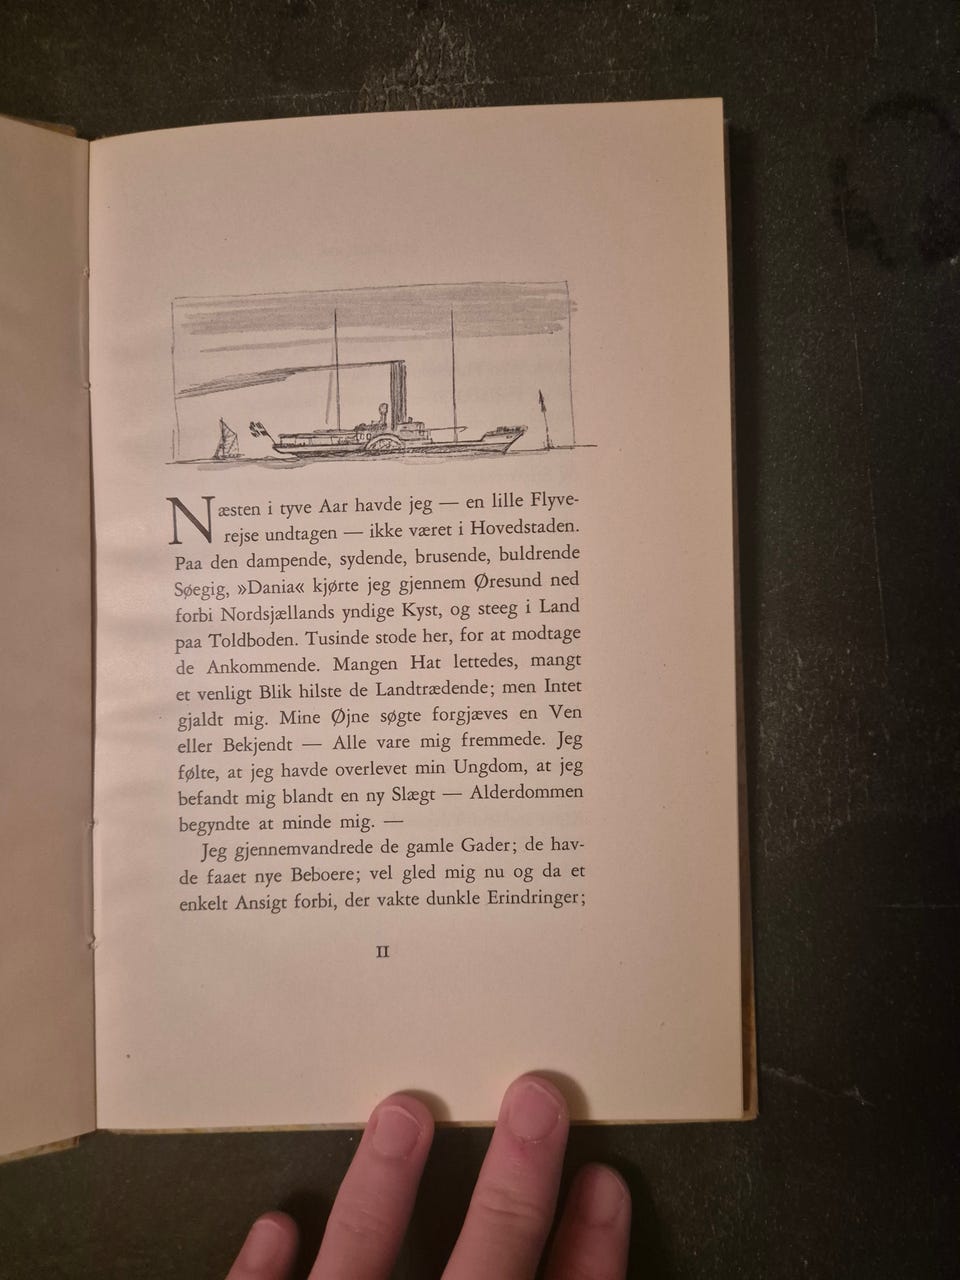 Næsten i tyve Aar havde jeg — en lille Flyve-
rejse undtagen — ikke været i Hovedstaden.
Paa den dampende, sydende, brusende, buldrende
Søegig, »Dania« kjørte jeg gjennem Øresund ned
forbi Nordsjællands yndige Kyst, og steeg i Land
paa Toldboden. Tusinde stode her, for at modtage
de Ankommende. Mangen Hat lettedes, mangt
et venligt Blik hilste de Landtrædende; men Intet
gjaldt mig. Mine Øjne søgte forgjæves en Ven
eller Bekjendt — Alle vare mig fremmede. Jeg
følte, at jeg havde overlevet min Ungdom, at jeg
befandt mig blandt en ny Slægt — Alderdommen
begyndte at minde mig. —
Jeg gjennemvandrede de gamle Gader; de hav-
de faaet nye Beboere; vel gled mig nu og da et
enkelt Ansigt forbi, der vakte dunkle Erindringer;
11